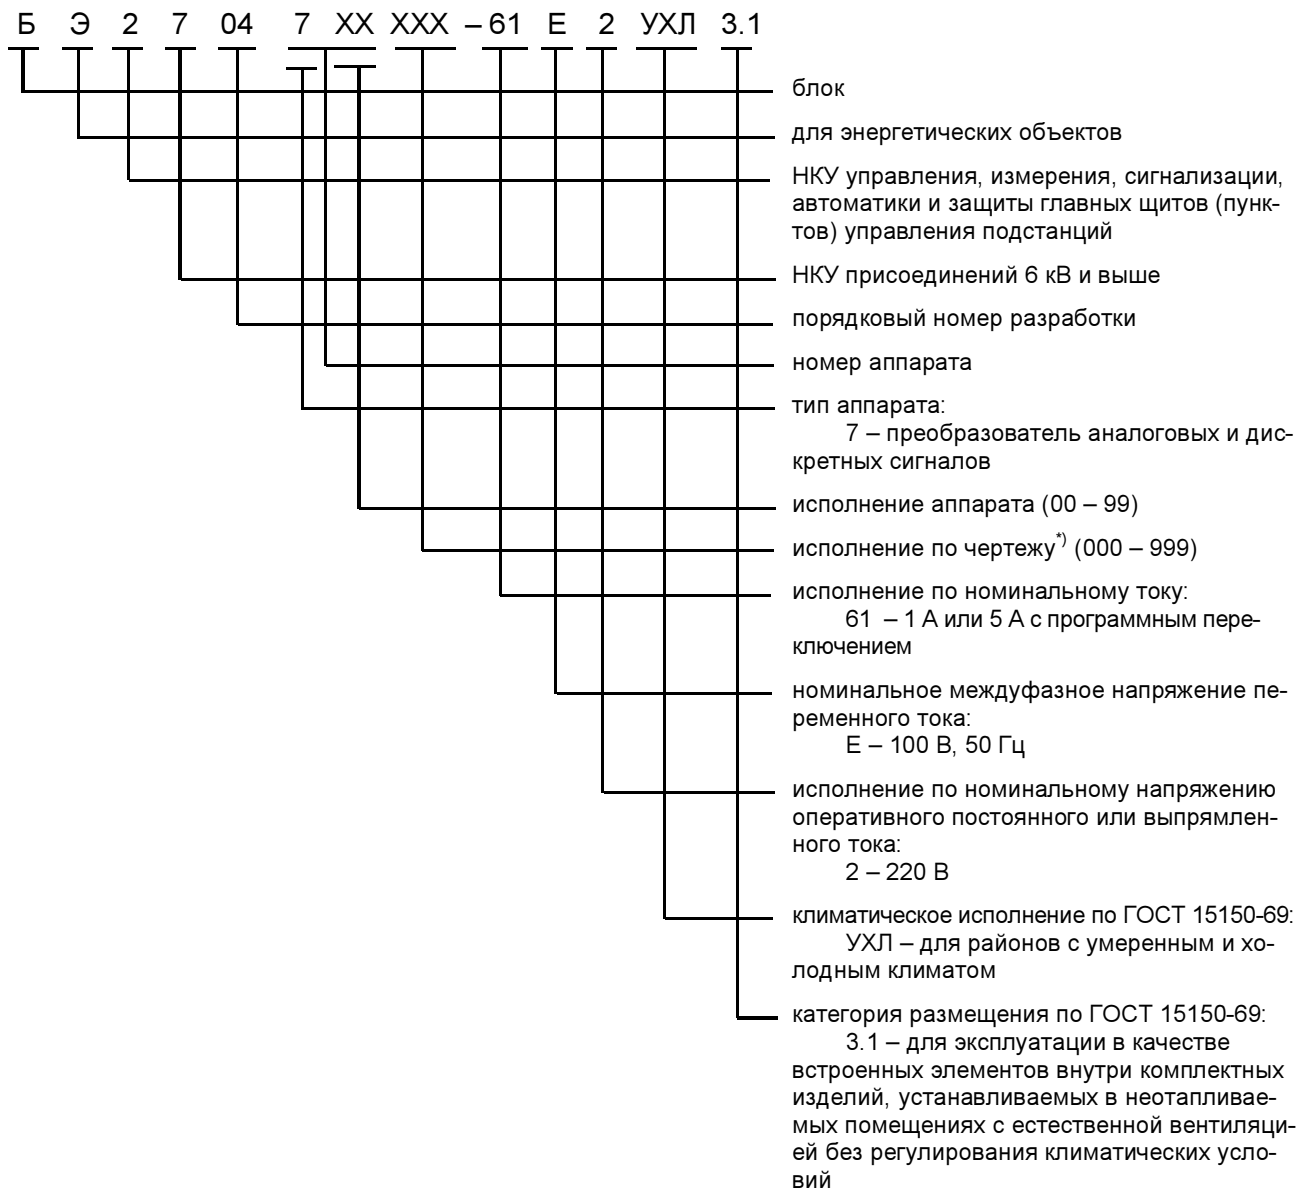 Б Э 2 7 04 7 ХХ ХХХ – 61 Е 2 УХЛ 3.1
блок
для энергетических объектов
НКУ управления, измерения, сигнализации,
автоматики и защиты главных щитов (пунк-
тов) управления подстанций
НКУ присоединений 6 кВ и выше
порядковый номер разработки
номер аппарата
тип аппарата:
7 – преобразователь аналоговых и дис-
кретных сигналов
исполнение аппарата (00 – 99)
исполнение по чертежу*) (000 – 999)
исполнение по номинальному току:
61 – 1 А или 5 А с программным пере-
ключением
номинальное междуфазное напряжение пе-
ременного тока:
Е – 100 В, 50 Гц
исполнение по номинальному напряжению
оперативного постоянного или выпрямлен-
ного тока:
2 – 220 В
климатическое исполнение по ГОСТ 15150-69:
УХЛ – для районов с умеренным и хо-
лодным климатом
категория размещения по ГОСТ 15150-69:
3.1 – для эксплуатации в качестве
встроенных элементов внутри комплектных
изделий, устанавливаемых в неотапливае-
мых помещениях с естественной вентиляци-
ей без регулирования климатических усло-
вий